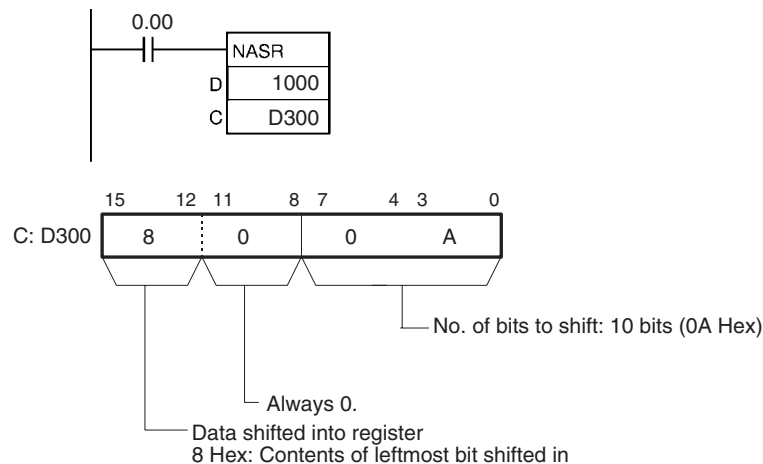 0.00
NASR
D 1000
C D300
15 12 11 8 7 4 3 0
C: D300 8 0 0 A
No. of bits to shift: 10 bits (0A Hex)
Always 0.
Data shifted into register
8 Hex: Contents of leftmost bit shifted in